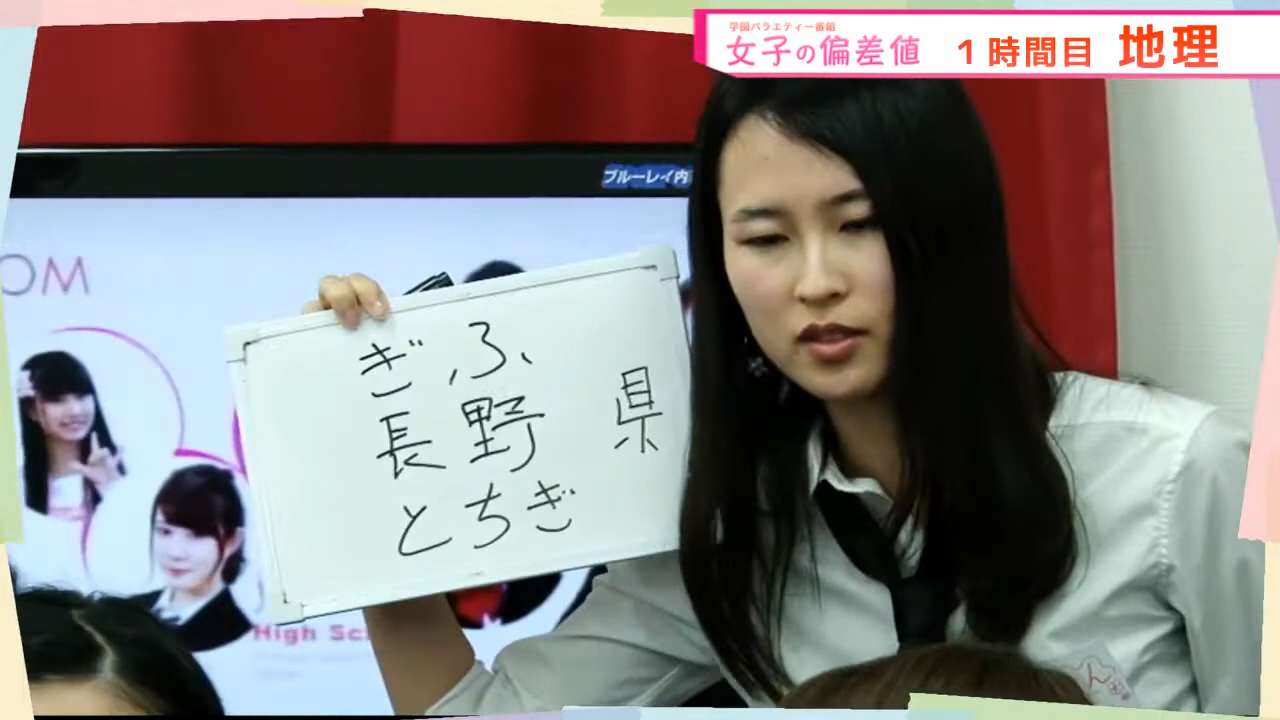 学園バラエティー番組
女子の偏差値 1時間目 地理
ブルーレイ内
OM
ぎふ
長野 県
とちぎ
High Sc